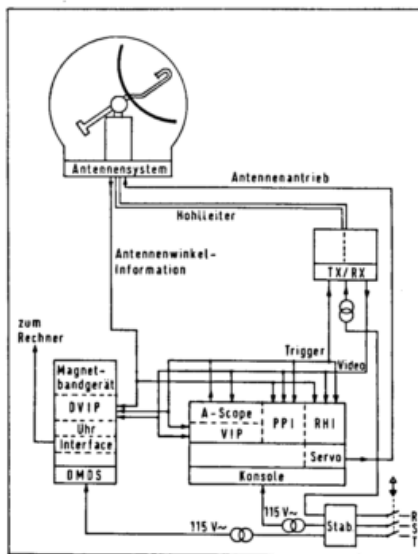 Antennensystem
Antennenantrieb
Hohlleiter
Antennenwinkel-
Information
TX/RX
zum
Rechner
Trigger
Video
Magnet-
bandgerät
DVIP
Uhr
Interface
DMDS
A-Scope
VIP
PPI
RHI
Servo
Konsole
115 V~
115 V~
Stab.
R
S
T